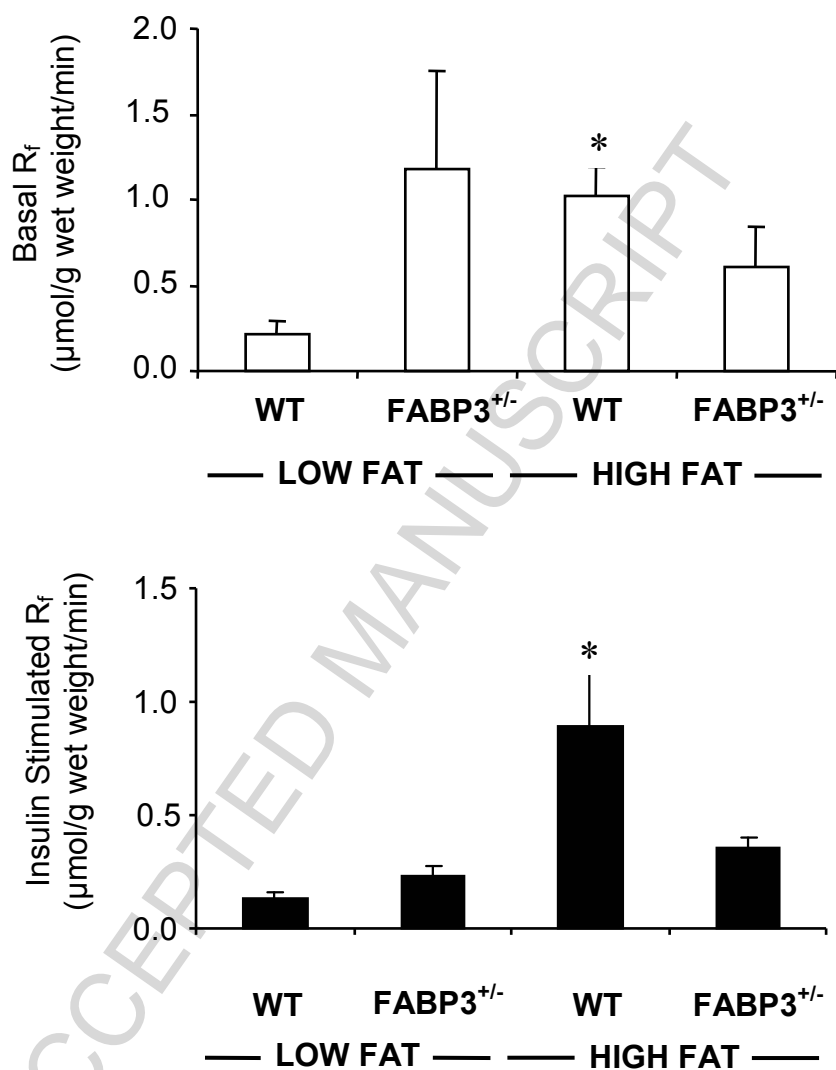 2.0
1.5
1.0
0.5
0.0
Basal Rf
(µmol/g wet weight/min)
*
WT FABP3+/- WT FABP3+/-
LOW FAT HIGH FAT
1.5
1.0
0.5
0.0
Insulin Stimulated Rf
(µmol/g wet weight/min)
*
WT FABP3+/- WT FABP3+/-
LOW FAT HIGH FAT
CCEPTED MANUSCRIPT